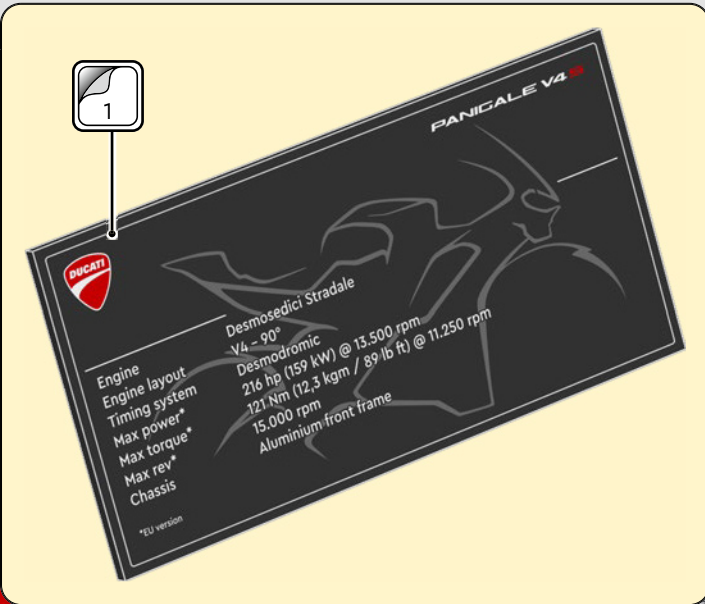 1
PANIGALE V4 S
DUCATI
Engine Desmosedici Stradale
Engine layout V4 - 90°
Timing system Desmodromic
Max power* 216 hp (159 kW) @ 13.500 rpm
Max torque* 121 Nm (12,3 kgm / 89 lb ft) @ 11.250 rpm
Max rev* 15.000 rpm
Chassis Aluminium front frame
*EU version